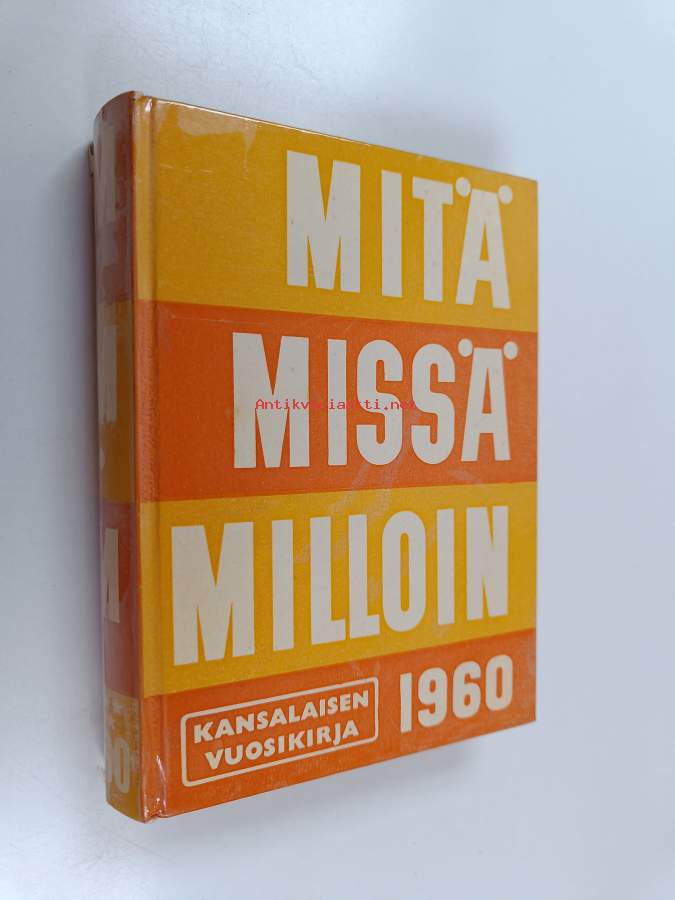 MITÄ
MISSÄ
Antikvariaatti.net
MILLOIN
KANSALAISEN
VUOSIKIRJA
1960